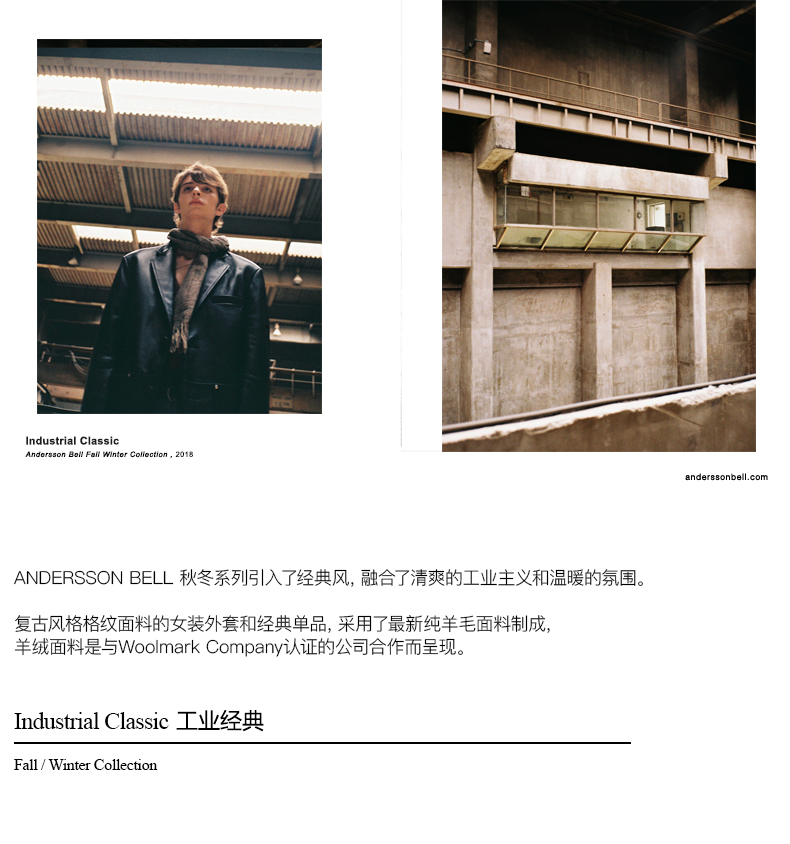 Industrial Classic
Andersson Bell Fall Winter Collection , 2018
anderssonbell.com
ANDERSSON BELL 秋冬系列引入了经典风, 融合了清爽的工业主义和温暖的氛围。
复古风格格纹面料的女装外套和经典单品, 采用了最新纯羊毛面料制成,
羊绒面料是与Woolmark Company认证的公司合作而呈现。
Industrial Classic 工业经典
Fall / Winter Collection